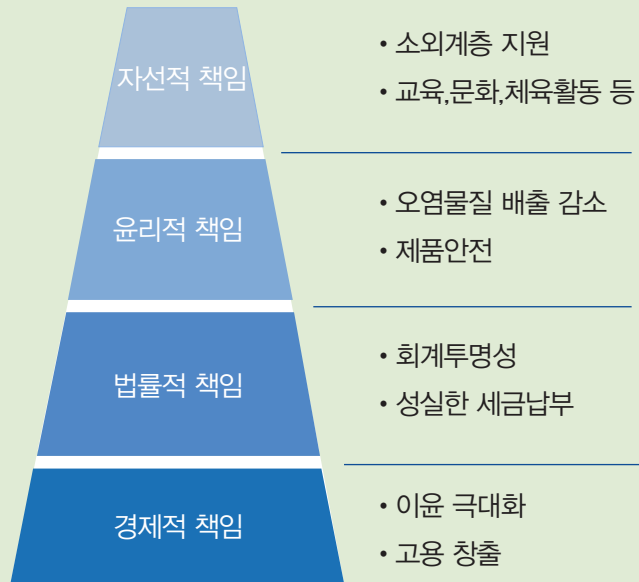 자선적 책임
• 소외계층 지원
• 교육,문화,체육활동 등
윤리적 책임
• 오염물질 배출 감소
• 제품안전
법률적 책임
• 회계투명성
• 성실한 세금납부
경제적 책임
• 이윤 극대화
• 고용 창출